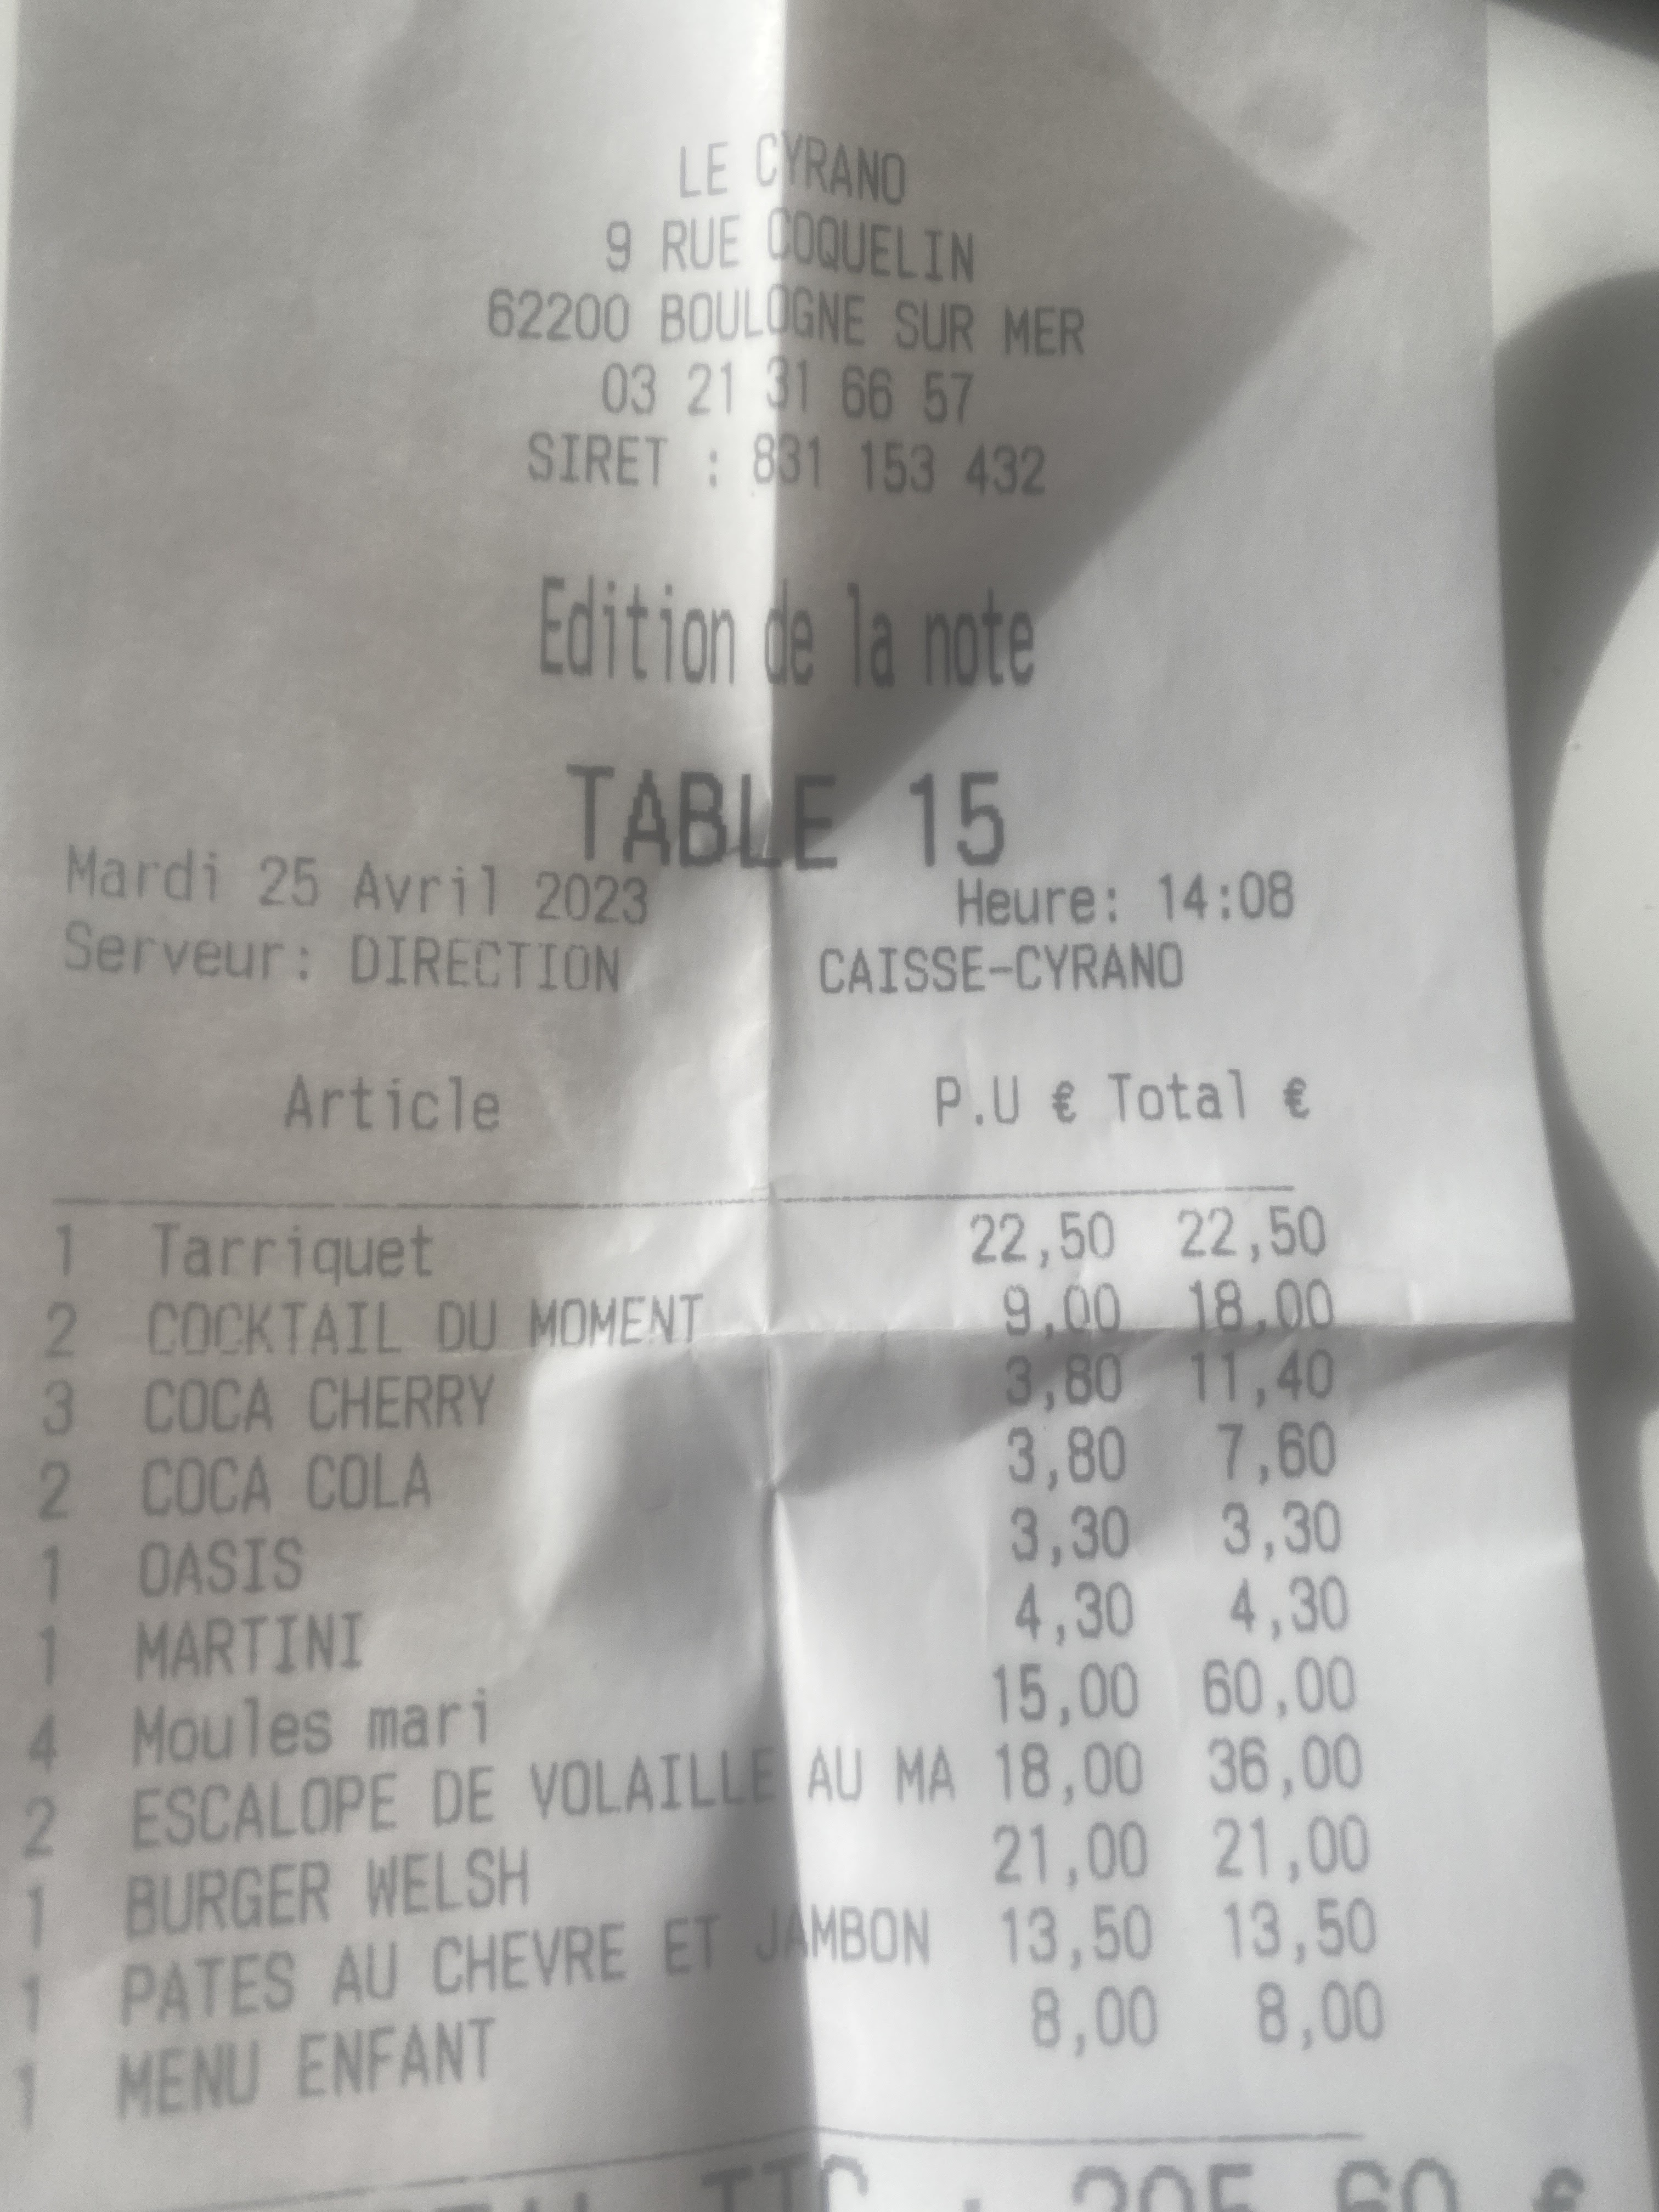 LE CYRANO
9 RUE COQUELIN
62200 BOULOGNE SUR MER
03 21 31 66 57
SIRET : 831 153 432
Edition de la note
TABLE 15
Mardi 25 Avril 2023 Heure: 14:08
Serveur: DIRECTION CAISSE-CYRANO
Article P.U € Total €
1 Tarriquet 22,50 22,50
2 COCKTAIL DU MOMENT 9,00 18,00
3 COCA CHERRY 3,80 11,40
2 COCA COLA 3,80 7,60
1 OASIS 3,30 3,30
1 MARTINI 4,30 4,30
4 Moules mari 15,00 60,00
2 ESCALOPE DE VOLAILLE AU MA 18,00 36,00
1 BURGER WELSH 21,00 21,00
1 PATES AU CHEVRE ET JAMBON 13,50 13,50
1 MENU ENFANT 8,00 8,00
TTC : 205,60 €